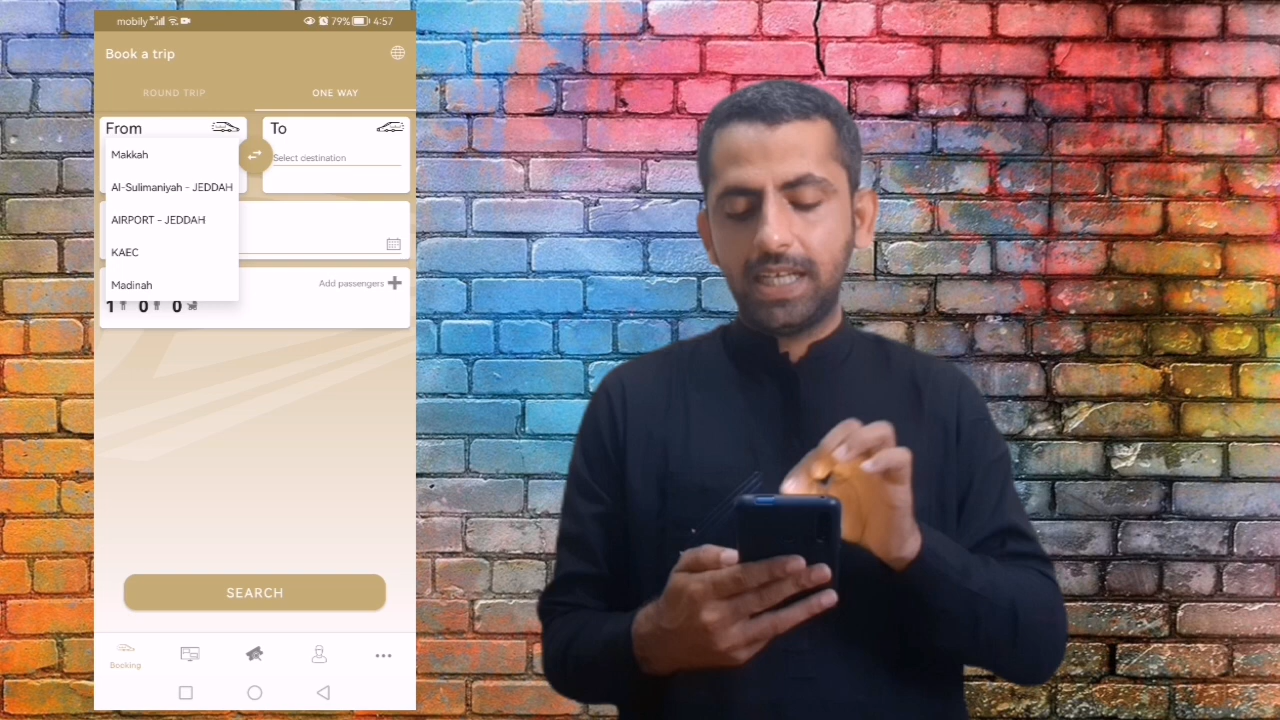 mobily 79% 4:57
Book a trip
ROUND TRIP ONE WAY
From To
Makkah
Select destination
Al-Sulimaniyah - JEDDAH
AIRPORT - JEDDAH
KAEC
Madinah
Add passengers
1 0 0
SEARCH
Booking